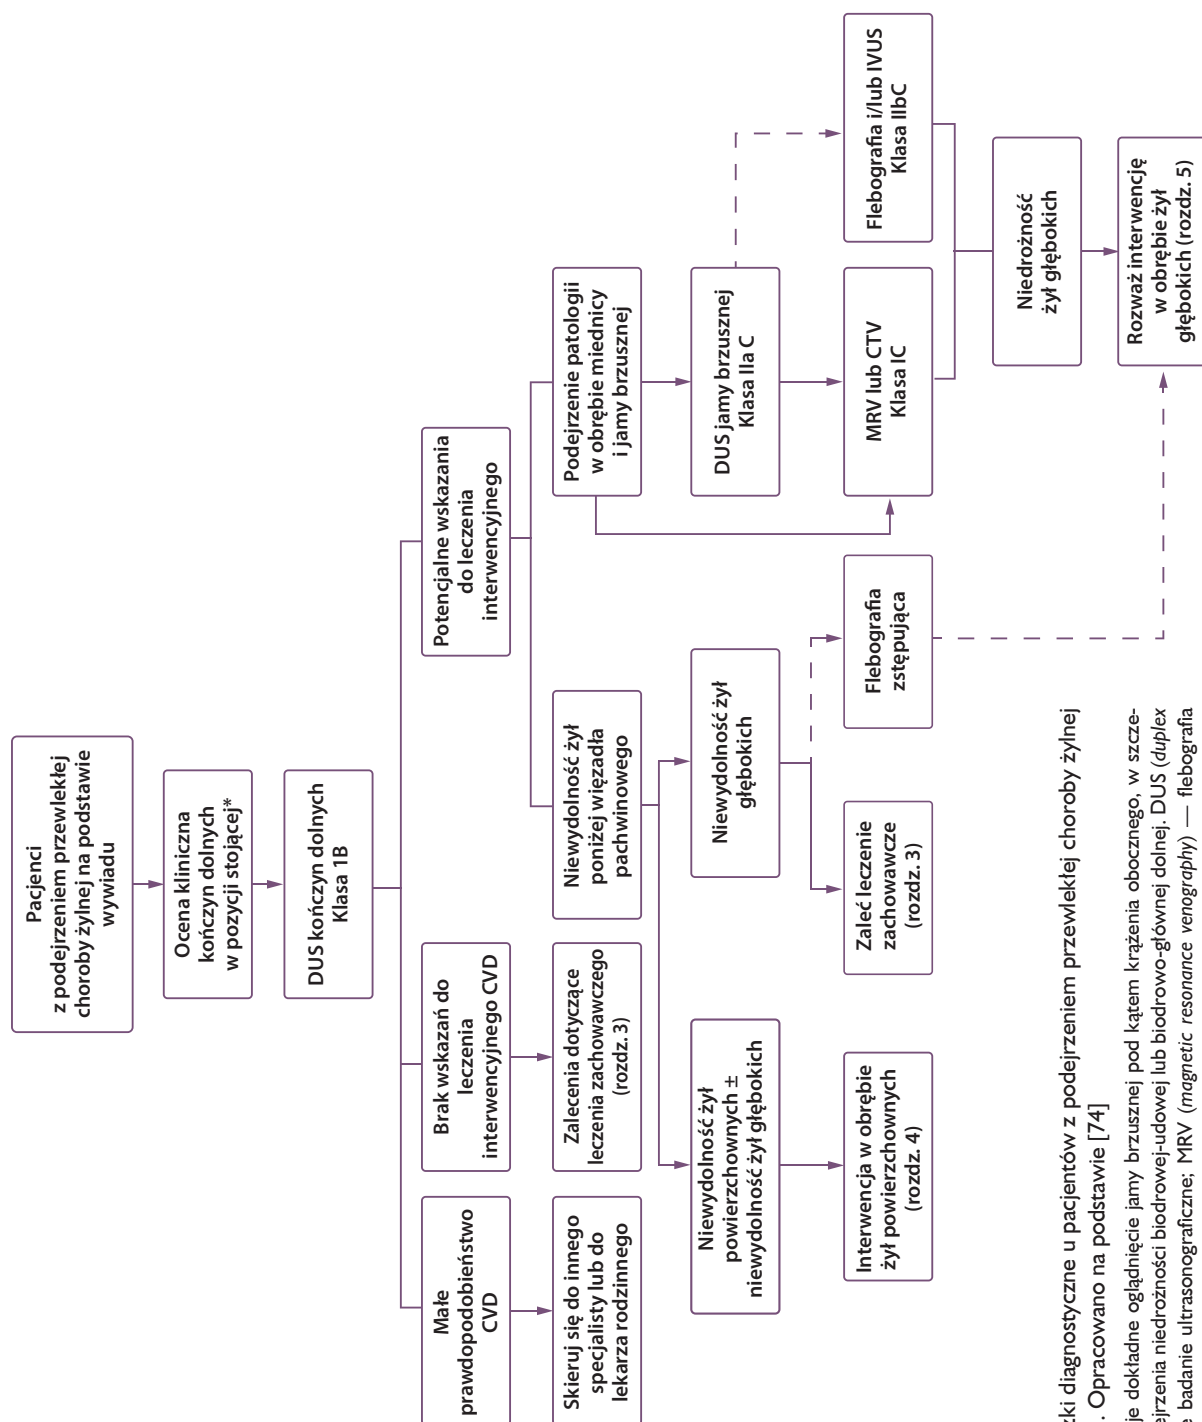 Pacjenci
z podejrzeniem przewlekłej
choroby żylnej na podstawie
wywiadu
Ocena kliniczna
kończyn dolnych
w pozycji stojącej*
DUS kończyn dolnych
Klasa 1B
Małe
prawdopodobieństwo
CVD
Brak wskazań do
leczenia
interwencyjnego CVD
Potencjalne wskazania
do leczenia
interwencyjnego
Skieruj się do innego
specjalisty lub do
lekarza rodzinnego
Zalecenia dotyczące
leczenia zachowawczego
(rozdz. 3)
Niewydolność żył
poniżej więzadła
pachwinowego
Podejrzenie patologii
w obrębie miednicy
i jamy brzusznej
Niewydolność żył
powierzchownych ±
niewydolność żył głębokich
Niewydolność żył
głębokich
DUS jamy brzusznej
Klasa IIa C
Interwencja w obrębie
żył powierzchownych
(rozdz. 4)
Zaleć leczenie
zachowawcze
(rozdz. 3)
Flebografia
zstępująca
MRV lub CTV
Klasa IC
Flebografia i/lub IVUS
Klasa IIbC
Niedrożność
żył głębokich
Rozważ interwencję
w obrębie żył
głębokich (rozdz. 5)
zki diagnostyczne u pacjentów z podejrzeniem przewlekłej choroby żylnej
. Opracowano na podstawie [74]
je dokładne oglądnięcie jamy brzusznej pod kątem krążenia obocznego, w szcze-
ejrzenia niedrożności biodrowej-udowej lub biodrowo-głównej dolnej. DUS (duplex
e badanie ultrasonograficzne; MRV (magnetic resonance venography) — flebografia